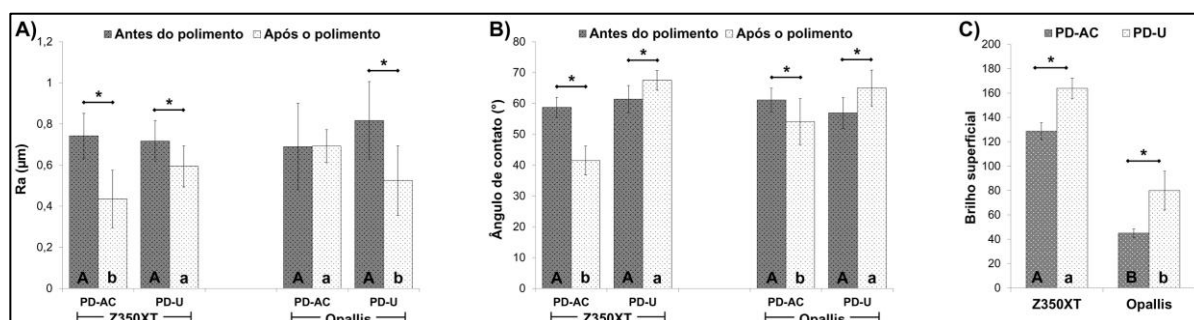 A)
Antes do polimento Após o polimento
Ra (µm)
1,2
1
0,8
0,6
0,4
0,2
0
* * *
A b A a A a A b
PD-AC PD-U PD-AC PD-U
Z350XT Opallis
B)
Antes do polimento Após o polimento
Ângulo de contato (°)
90
80
70
60
50
40
30
20
10
0
* * * *
A b A a A b A a
PD-AC PD-U PD-AC PD-U
Z350XT Opallis
C)
PD-AC PD-U
Brilho superficial
200
180
160
140
120
100
80
60
40
20
0
* *
A a B b
Z350XT Opallis